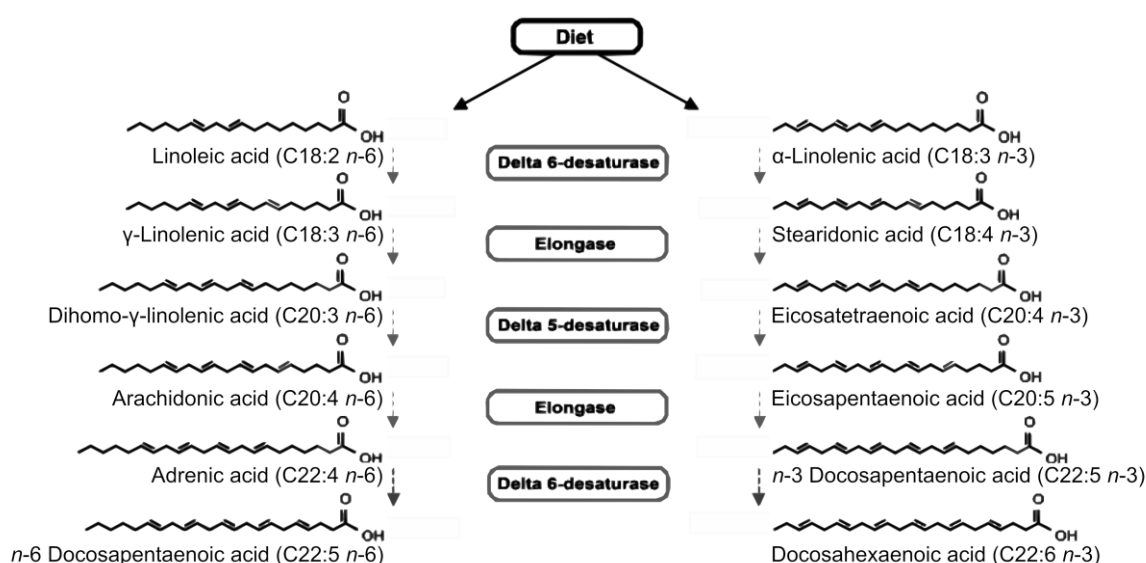 Diet
O
OH
Linoleic acid (C18:2 n-6)
O
OH
α-Linolenic acid (C18:3 n-3)
Delta 6-desaturase
O
OH
γ-Linolenic acid (C18:3 n-6)
O
OH
Stearidonic acid (C18:4 n-3)
Elongase
O
OH
Dihomo-γ-linolenic acid (C20:3 n-6)
O
OH
Eicosatetraenoic acid (C20:4 n-3)
Delta 5-desaturase
O
OH
Arachidonic acid (C20:4 n-6)
O
OH
Eicosapentaenoic acid (C20:5 n-3)
Elongase
O
OH
Adrenic acid (C22:4 n-6)
O
OH
n-3 Docosapentaenoic acid (C22:5 n-3)
Delta 6-desaturase
O
OH
n-6 Docosapentaenoic acid (C22:5 n-6)
O
OH
Docosahexaenoic acid (C22:6 n-3)